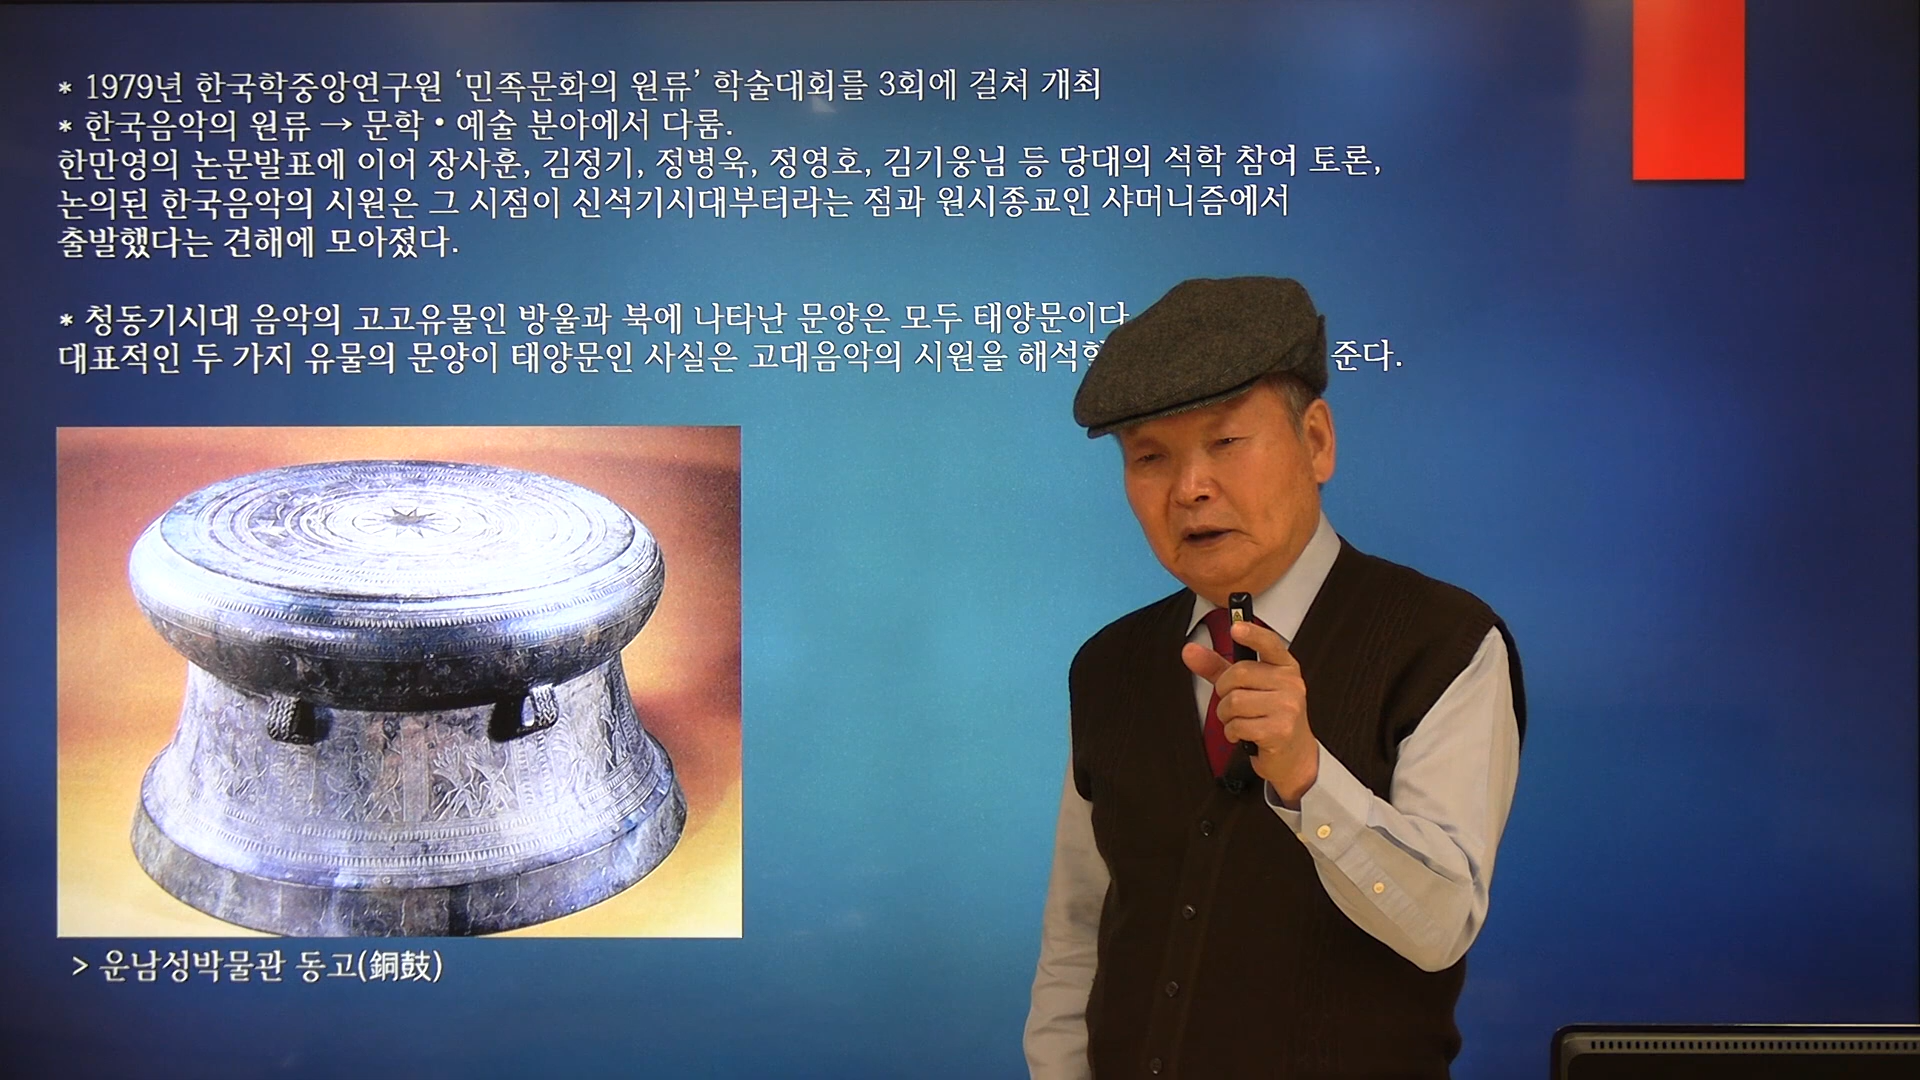 * 1979년 한국학중앙연구원 ‘민족문화의 원류’ 학술대회를 3회에 걸쳐 개최
* 한국음악의 원류 → 문학 • 예술 분야에서 다룸.
한만영의 논문발표에 이어 장사훈, 김정기, 정병욱, 정영호, 김기웅님 등 당대의 석학 참여 토론,
논의된 한국음악의 시원은 그 시점이 신석기시대부터라는 점과 원시종교인 샤머니즘에서
출발했다는 견해에 모아졌다.
* 청동기시대 음악의 고고유물인 방울과 북에 나타난 문양은 모두 태양문이다
대표적인 두 가지 유물의 문양이 태양문인 사실은 고대음악의 시원을 준다.
> 운남성박물관 동고(銅鼓)